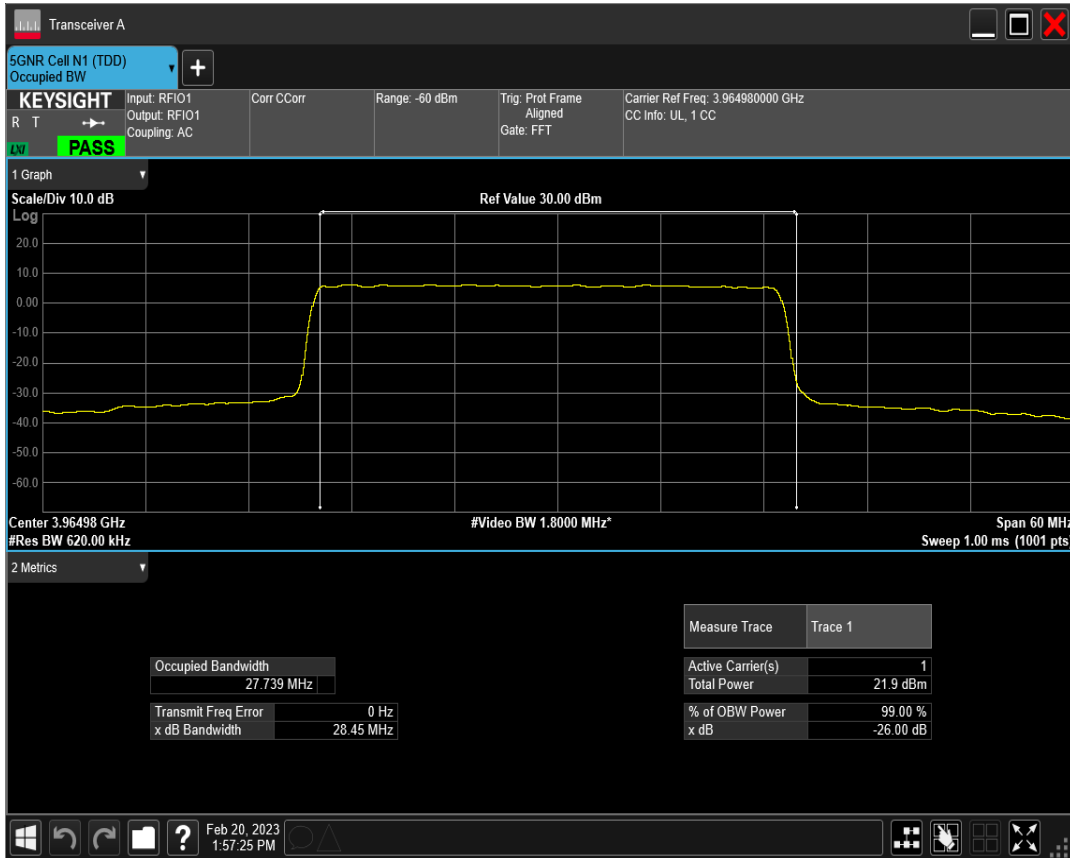 Transceiver A
5GNR Cell N1 (TDD)
Occupied BW
+
KEYSIGHT
R T
LXI
PASS
Input: RFIO1
Output: RFIO1
Coupling: AC
Corr CCorr
Range: -60 dBm
Trig: Prot Frame
Aligned
Gate: FFT
Carrier Ref Freq: 3.964980000 GHz
CC Info: UL, 1 CC
1 Graph
Scale/Div 10.0 dB
Ref Value 30.00 dBm
Log
20.0
10.0
0.00
-10.0
-20.0
-30.0
-40.0
-50.0
-60.0
Center 3.96498 GHz
#Video BW 1.8000 MHz*
Span 60 MHz
#Res BW 620.00 kHz
Sweep 1.00 ms (1001 pts)
2 Metrics
Measure Trace Trace 1
Occupied Bandwidth
27.739 MHz
Active Carrier(s) 1
Total Power 21.9 dBm
Transmit Freq Error 0 Hz
x dB Bandwidth 28.45 MHz
% of OBW Power 99.00 %
x dB -26.00 dB
?
Feb 20, 2023
1:57:25 PM